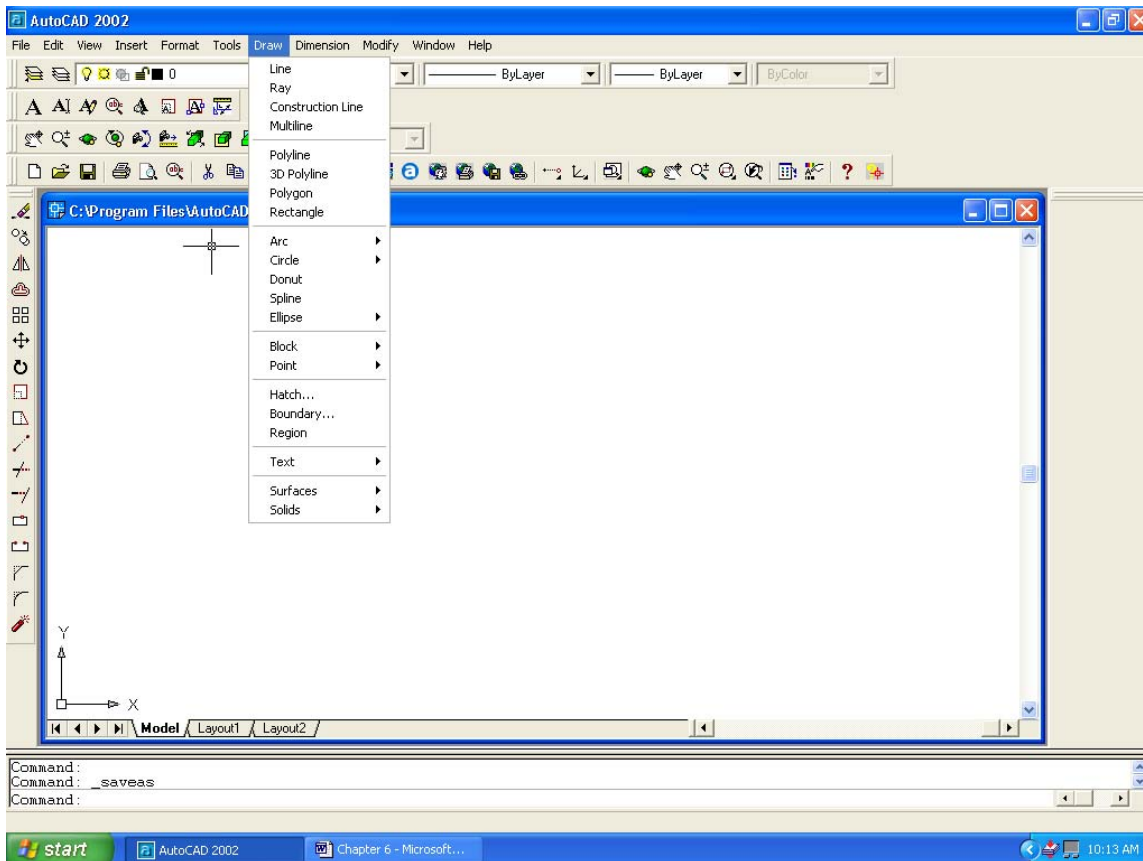 AutoCAD 2002
File Edit View Insert Format Tools Draw Dimension Modify Window Help
0 ByLayer ByLayer ByColor
Line
Ray
Construction Line
Multiline
Polyline
3D Polyline
Polygon
Rectangle
Arc
Circle
Donut
Spline
Ellipse
Block
Point
Hatch...
Boundary...
Region
Text
Surfaces
Solids
C:\Program Files\AutoCAD
Y
X
Model Layout1 Layout2
Command:
Command: _saveas
Command:
start AutoCAD 2002 Chapter 6 - Microsoft... 10:13 AM